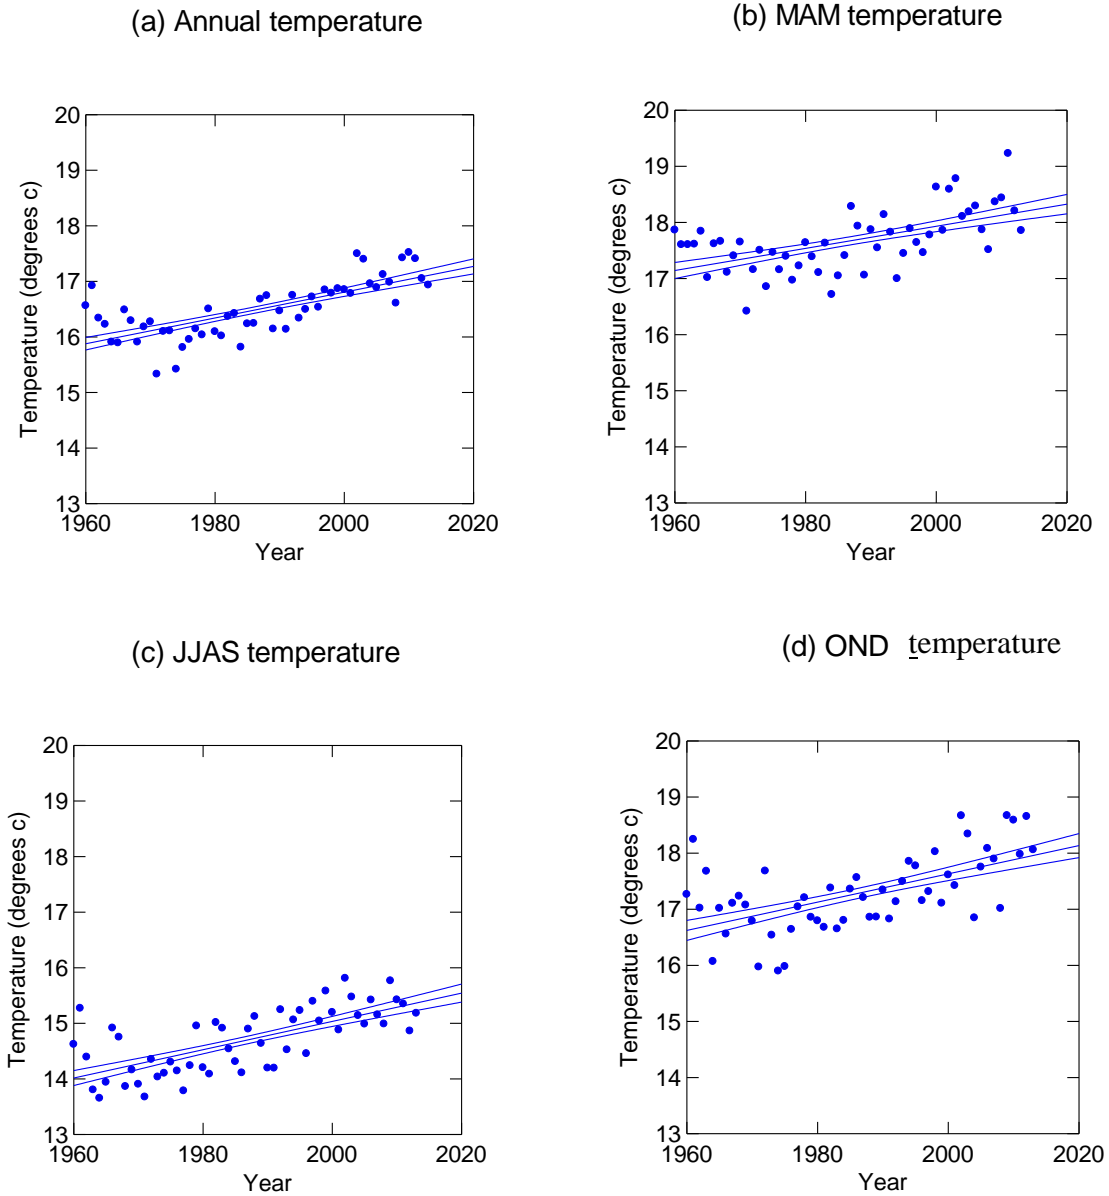 (a) Annual temperature
20
19
18
17
16
15
14
13
Temperature (degrees c)
1960 1980 2000 2020
Year
(b) MAM temperature
20
19
18
17
16
15
14
13
Temperature (degrees c)
1960 1980 2000 2020
Year
(c) JJAS temperature
20
19
18
17
16
15
14
13
Temperature (degrees c)
1960 1980 2000 2020
Year
(d) OND temperature
20
19
18
17
16
15
14
13
Temperature (degrees c)
1960 1980 2000 2020
Year